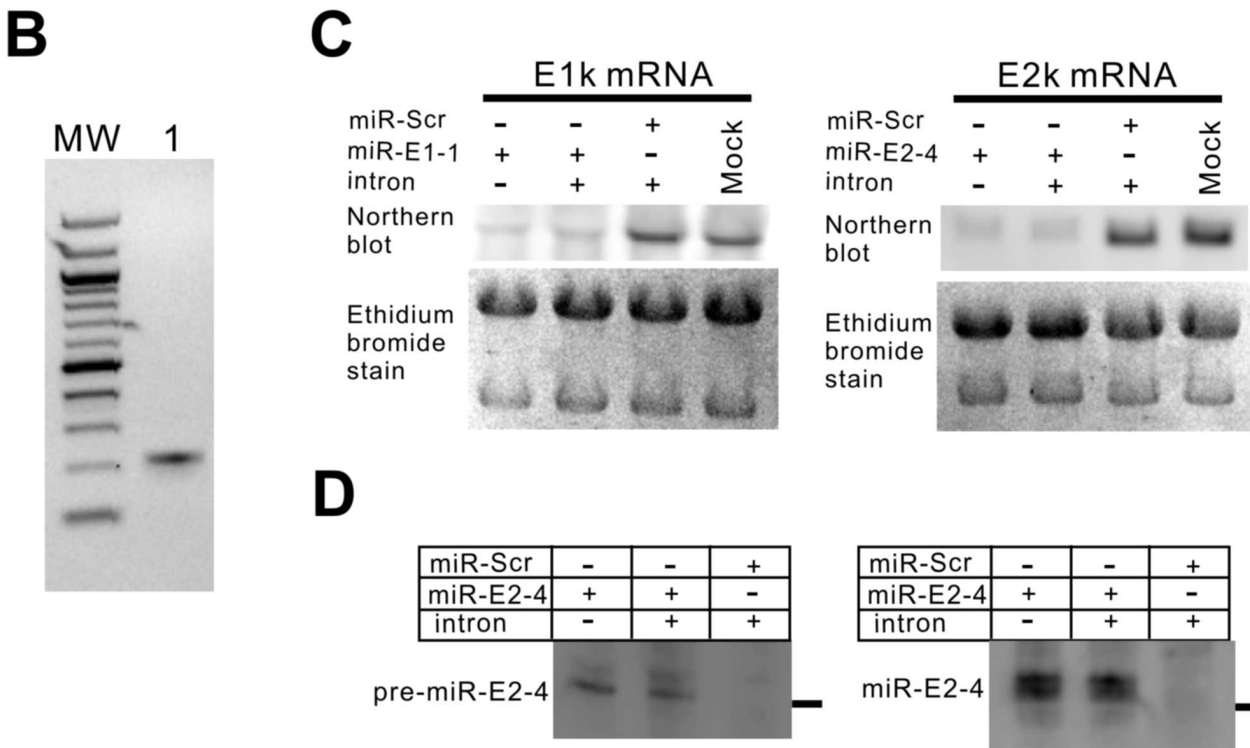 B
MW 1
C
E1k mRNA
miR-Scr - - + Mock
miR-E1-1 + + -
intron - + +
Northern
blot
Ethidium
bromide
stain
E2k mRNA
miR-Scr - - + Mock
miR-E2-4 + + -
intron - + +
Northern
blot
Ethidium
bromide
stain
D
miR-Scr - - +
miR-E2-4 + + -
intron - + +
pre-miR-E2-4
miR-Scr - - +
miR-E2-4 + + -
intron - + +
miR-E2-4